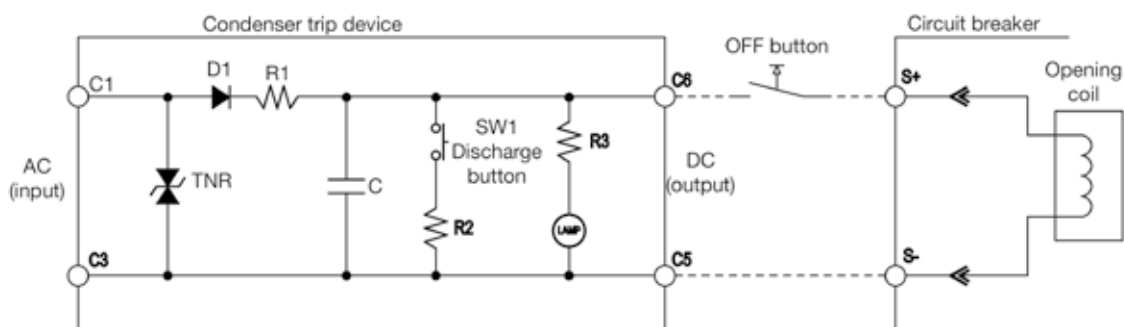 Condenser trip device
Circuit breaker
OFF button
C1
D1
R1
C6
S+
Opening
coil
AC
(input)
TNR
C
SW1
Discharge
button
R3
DC
(output)
R2
LAMP
C3
C5
S-